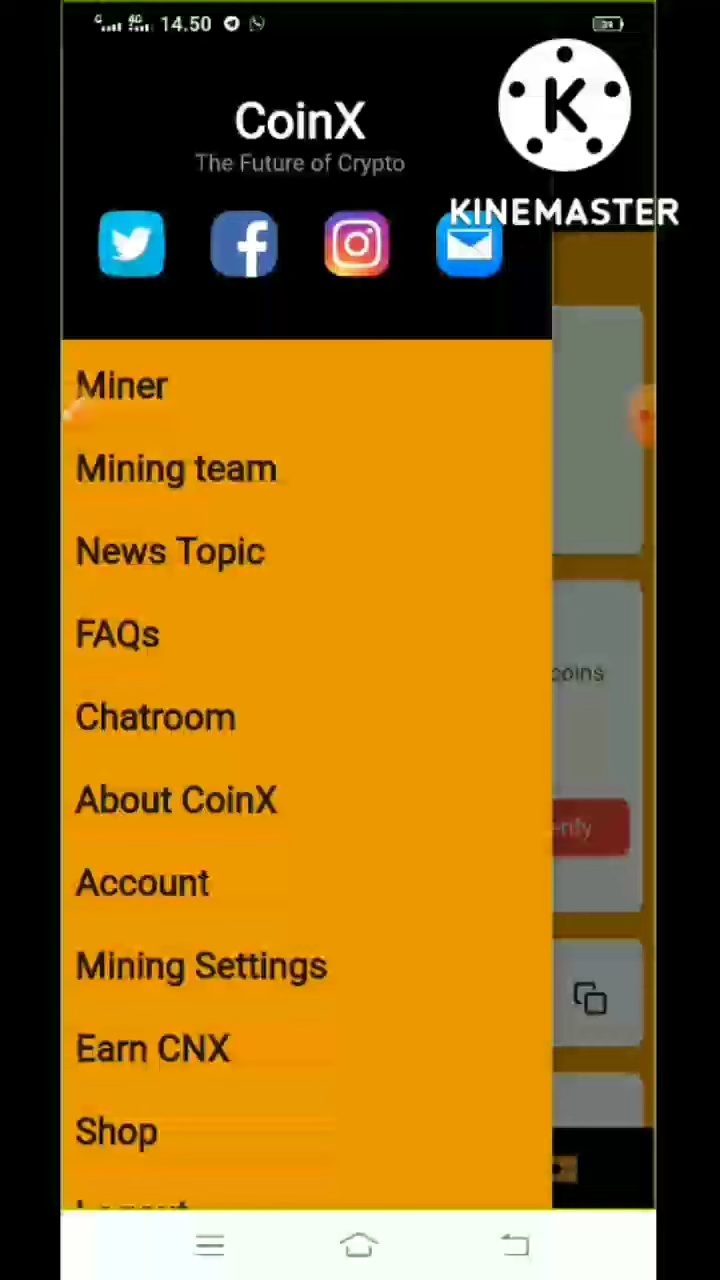 14.50
CoinX
The Future of Crypto
KINEMASTER
Miner
Mining team
News Topic
FAQs
Chatroom
coins
About CoinX
Account
Mining Settings
Earn CNX
Shop